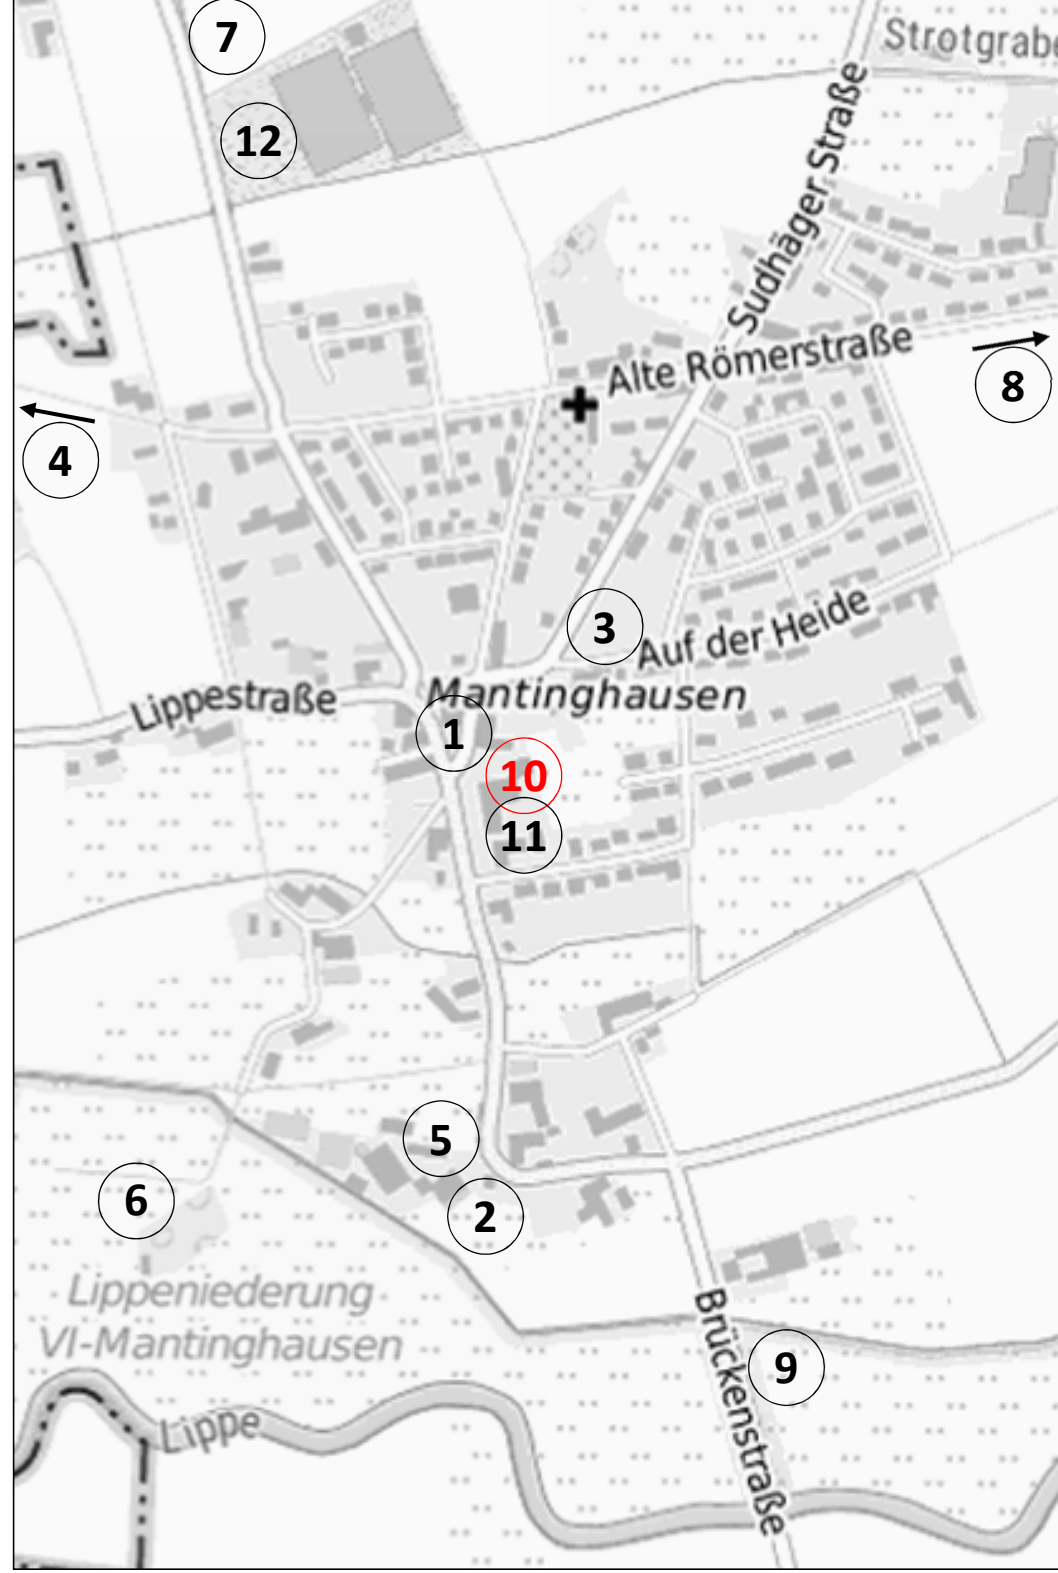 7
Strotgrabe
12
Sudhäger Straße
Alte Römerstraße
8
4
3
Auf der Heide
Mantinghausen
Lippestraße
1
10
11
5
6
2
Lippeniederung
VI-Mantinghausen
Brückenstraße
9
Lippe